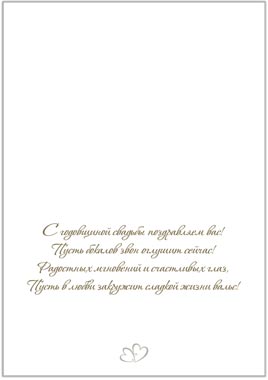 С годовщиной свадьбы поздравляем вас!
Пусть бокалов звон оглушит сейчас!
Радостных мгновений и счастливых глаз,
Пусть в любви закружит сладкой жизни вальс!